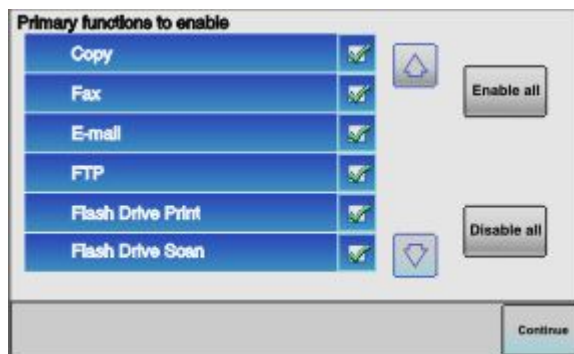 Primary functions to enable
Copy
Fax
E-mail
FTP
Flash Drive Print
Flash Drive Scan
Enable all
Disable all
Continue